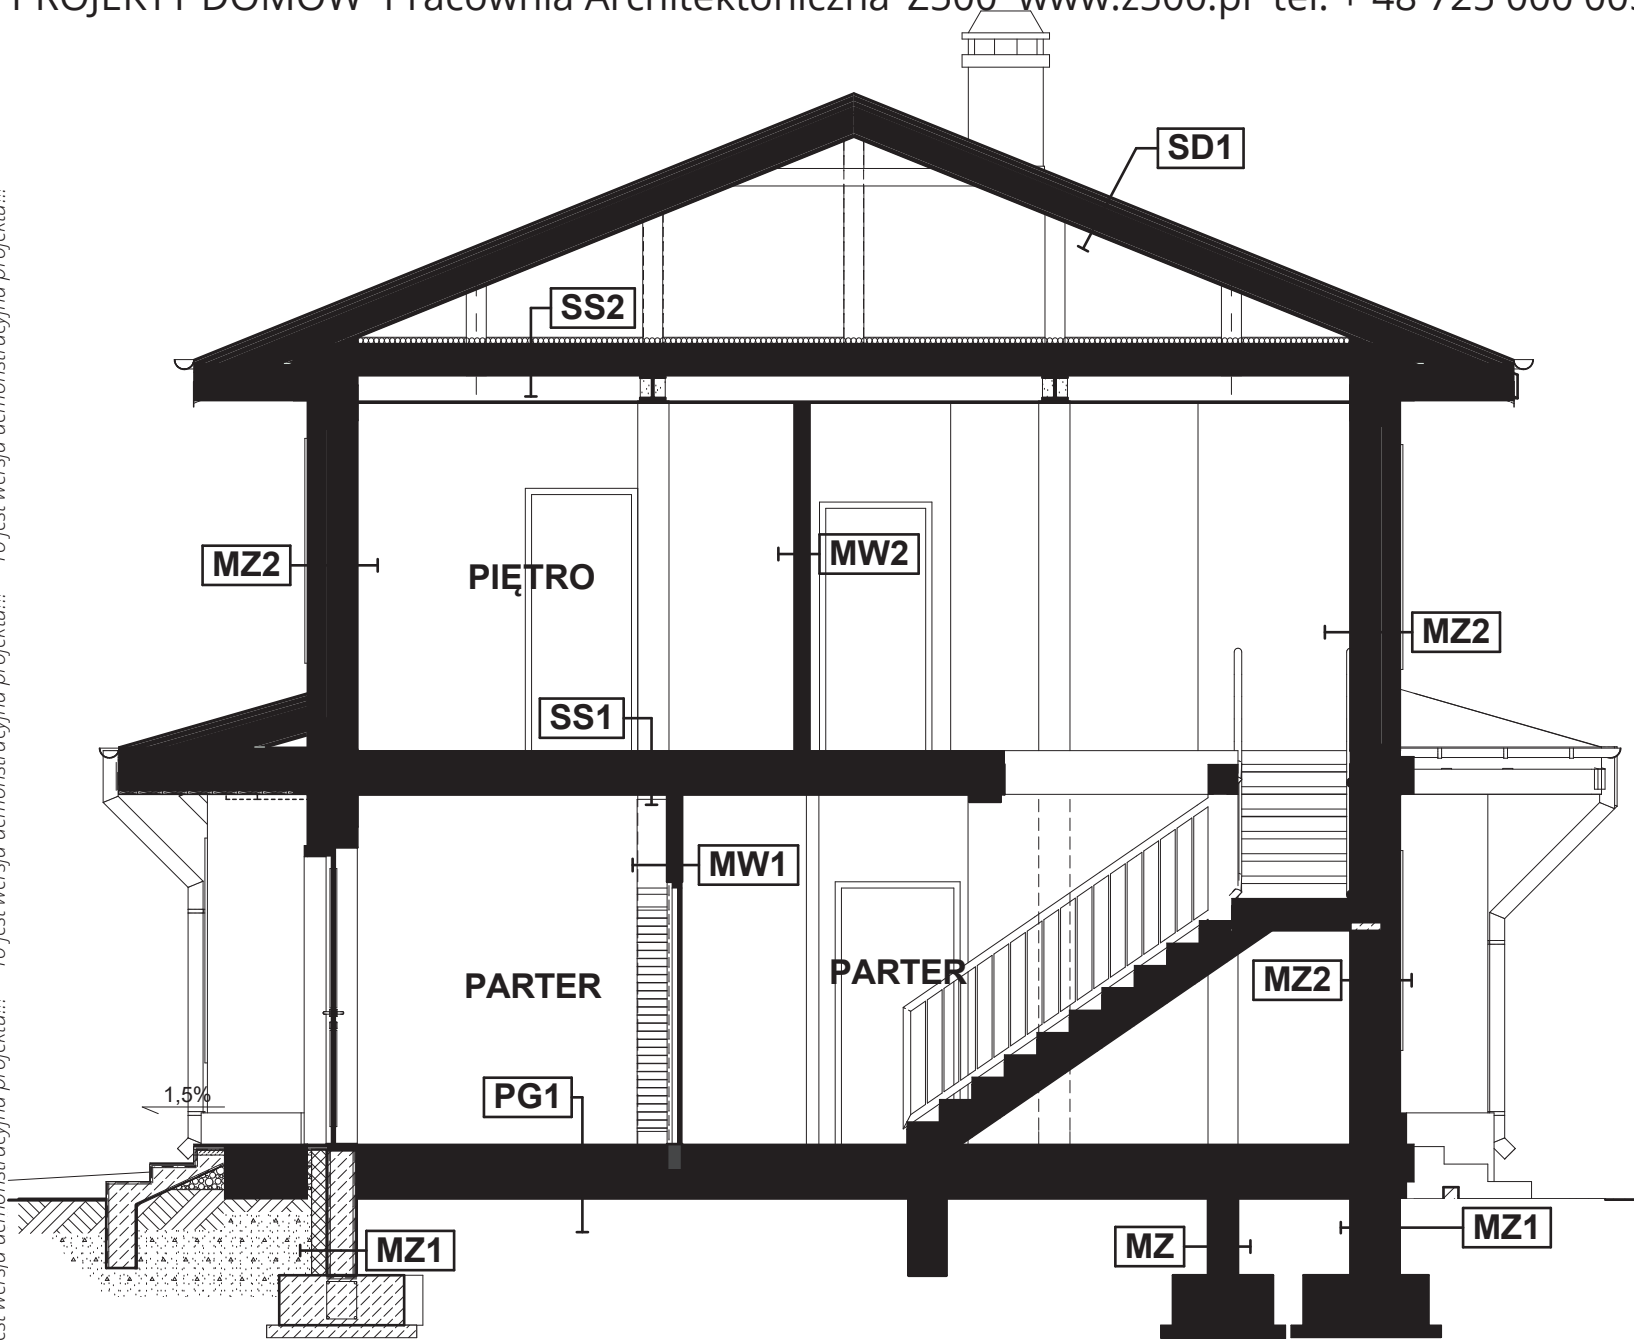 PROJEKTY DOMÓW Pracownia Architektoniczna Z500 www.z500.pl tel. + 48 725 000 005
SD1
SS2
MZ2
PIĘTRO
MW2
MZ2
SS1
MW1
PARTER
PARTER
MZ2
1,5%
PG1
MZ1
MZ
MZ1
To jest wersja demonstracyjna projektu!!! To jest wersja demonstracyjna projektu!!! jest wersja demonstracyjna projektu!!!